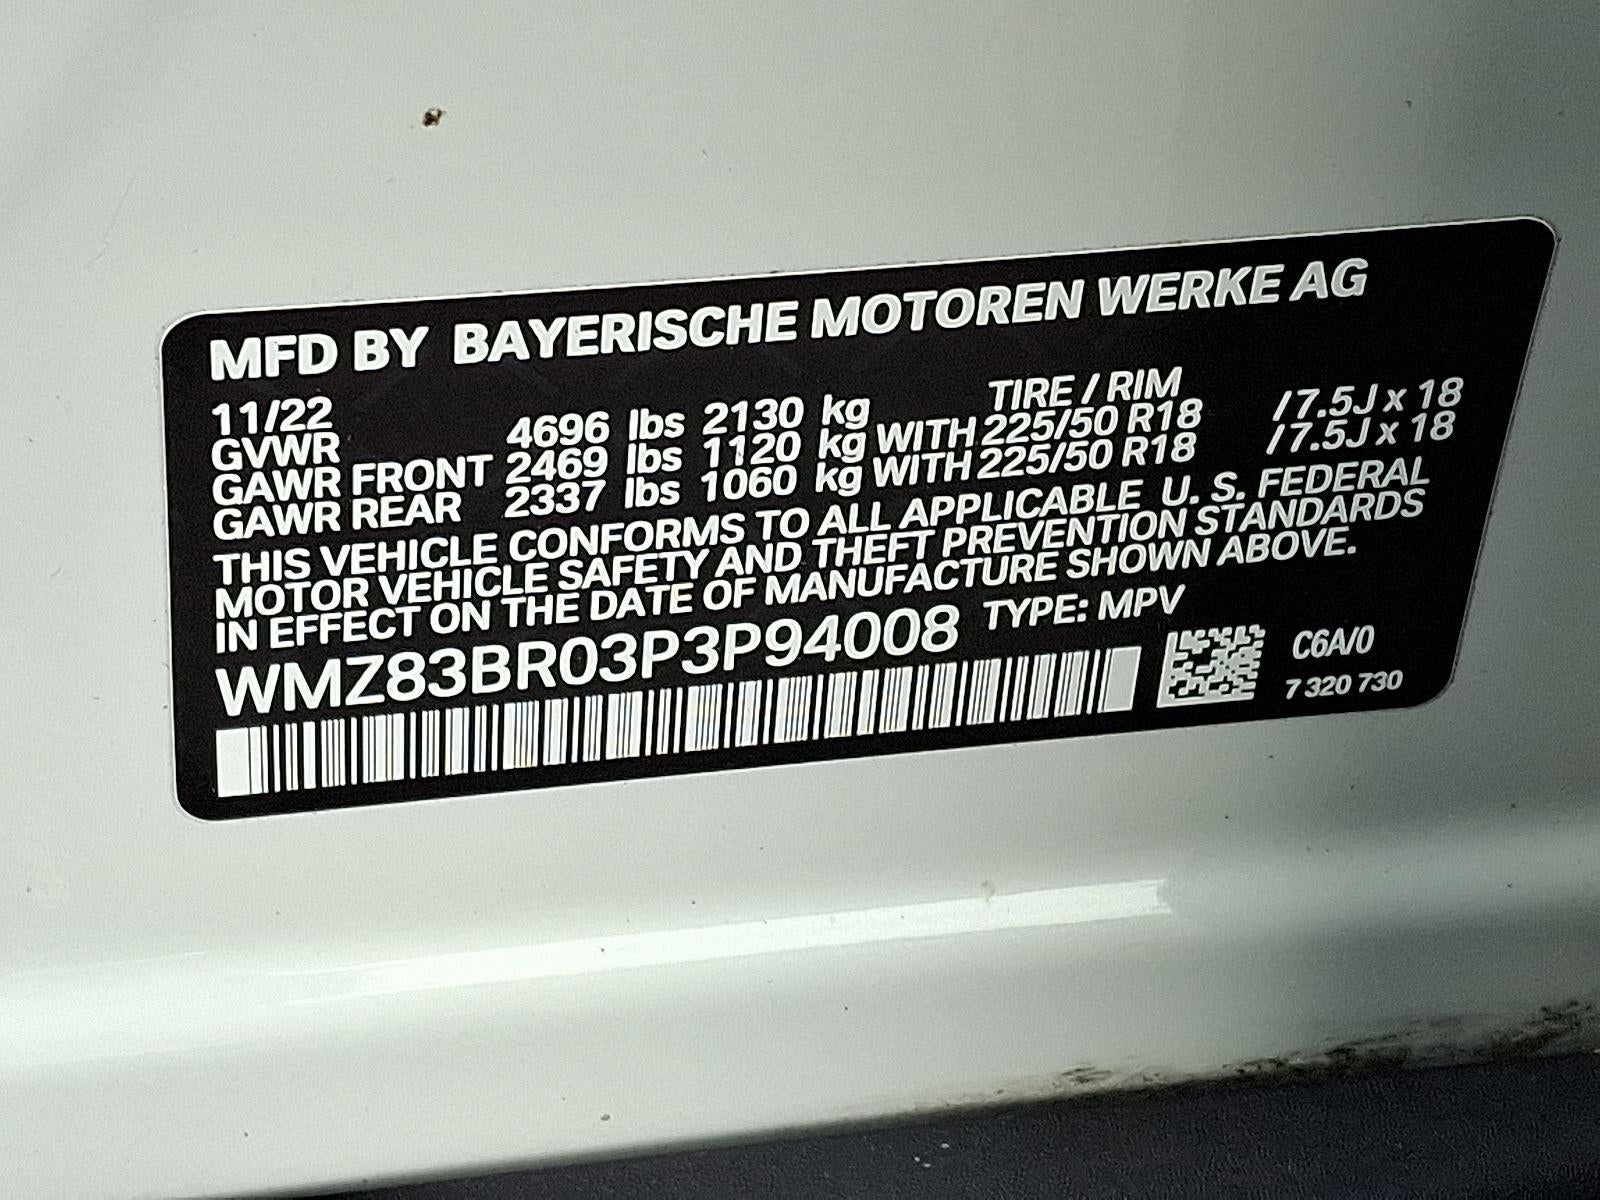 MFD BY BAYERISCHE MOTOREN WERKE AG
11/22 TIRE / RIM
GVWR 4696 lbs 2130 kg
GAWR FRONT 2469 lbs 1120 kg WITH 225/50 R18 /7.5J x 18
GAWR REAR 2337 lbs 1060 kg WITH 225/50 R18 /7.5J x 18
THIS VEHICLE CONFORMS TO ALL APPLICABLE U. S. FEDERAL
MOTOR VEHICLE SAFETY AND THEFT PREVENTION STANDARDS
IN EFFECT ON THE DATE OF MANUFACTURE SHOWN ABOVE.
WMZ83BR03P3P94008 TYPE: MPV
C6A/0
7 320 730